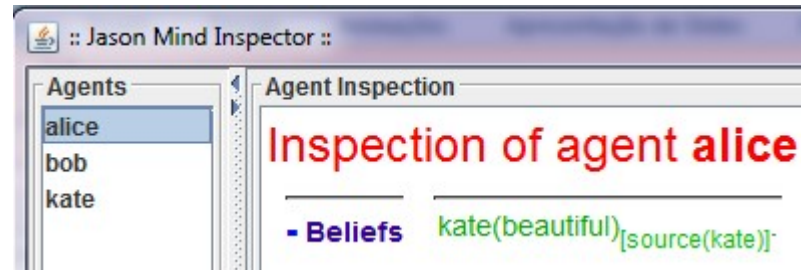 :: Jason Mind Inspector ::
Agents
alice
bob
kate
Agent Inspection
Inspection of agent alice
- Beliefs
kate(beautiful)[source(kate)].